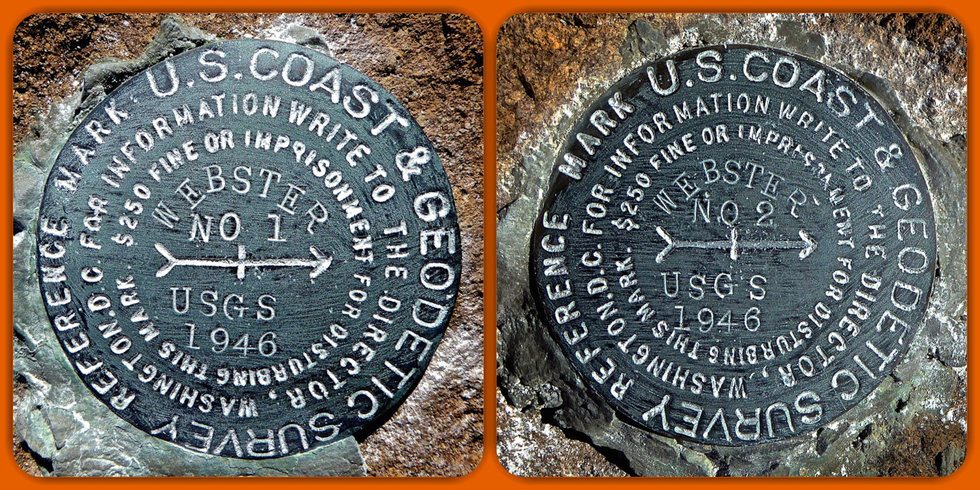 U.S. COAST & GEODETIC SURVEY
REFERENCE MARK
FOR INFORMATION WRITE TO THE DIRECTOR, WASHINGTON, D.C.
$250 FINE OR IMPRISONMENT FOR DISTURBING THIS MARK.
WEBSTER
NO 1
USGS
1946
U.S. COAST & GEODETIC SURVEY
REFERENCE MARK
FOR INFORMATION WRITE TO THE DIRECTOR, WASHINGTON, D.C.
$250 FINE OR IMPRISONMENT FOR DISTURBING THIS MARK.
WEBSTER
NO 2
USGS
1946